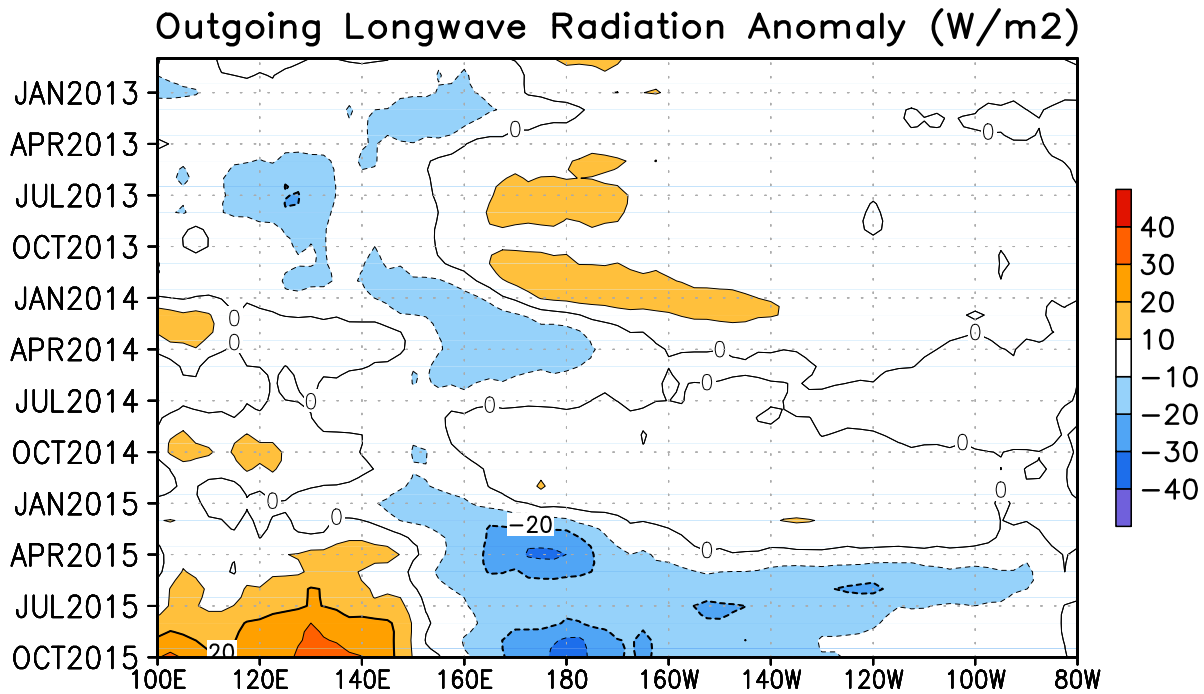 Outgoing Longwave Radiation Anomaly (W/m2)
JAN2013
0
0
APR2013
JUL2013
OCT2013
JAN2014
0
0
0
APR2014
0
0
JUL2014
0
0
OCT2014
0
0
JAN2015
0
0
-20
APR2015
0
JUL2015
20
OCT2015
100E 120E 140E 160E 180 160W 140W 120W 100W 80W
40
30
20
10
-10
-20
-30
-40